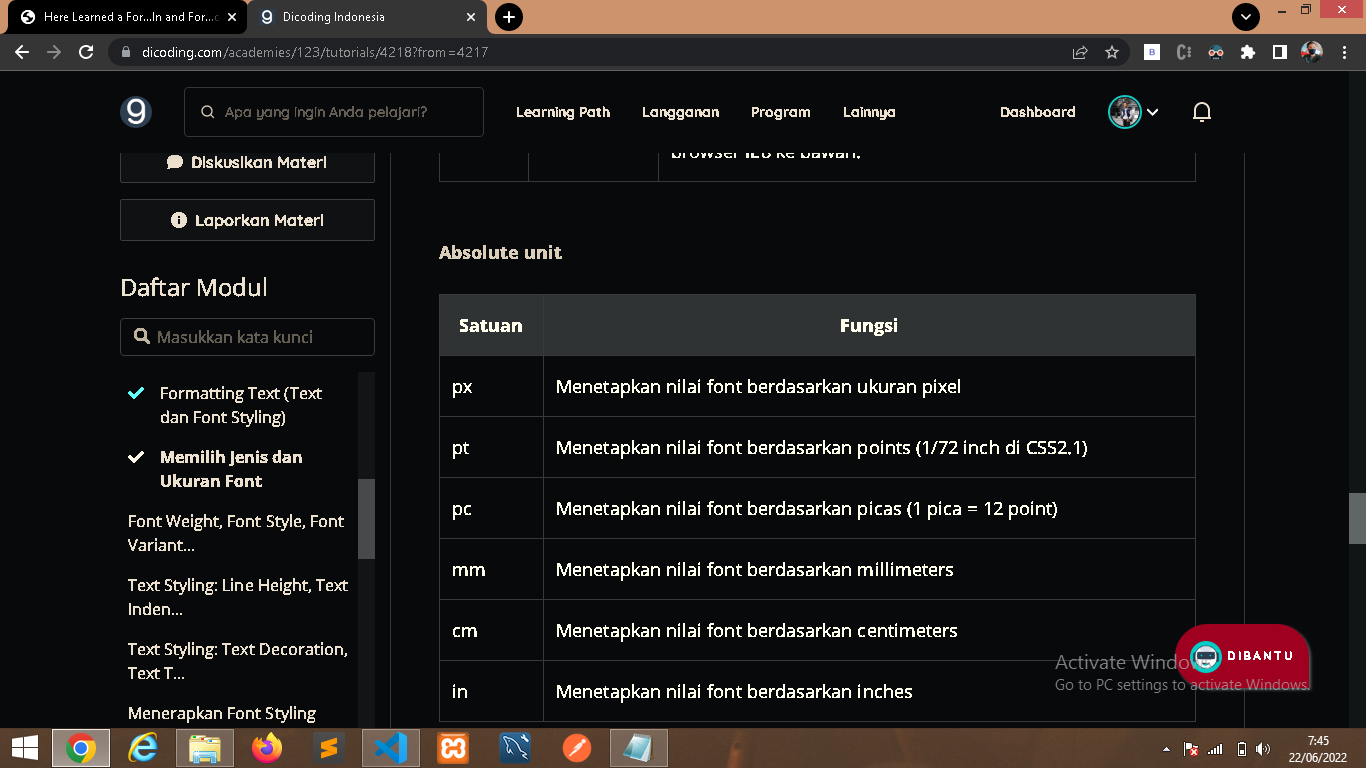 Here Learned a For...In and For...
Dicoding Indonesia
dicoding.com/academies/123/tutorials/4218?from=4217
Apa yang ingin Anda pelajari?
Learning Path
Langganan
Program
Lainnya
Dashboard
Diskusikan Materi
browser IE8 ke bawah.
Laporkan Materi
Daftar Modul
Masukkan kata kunci
Formatting Text (Text
dan Font Styling)
Memilih Jenis dan
Ukuran Font
Font Weight, Font Style, Font
Variant...
Text Styling: Line Height, Text
Inden...
Text Styling: Text Decoration,
Text T...
Menerapkan Font Styling
Absolute unit
Satuan Fungsi
px Menetapkan nilai font berdasarkan ukuran pixel
pt Menetapkan nilai font berdasarkan points (1/72 inch di CSS2.1)
pc Menetapkan nilai font berdasarkan picas (1 pica = 12 point)
mm Menetapkan nilai font berdasarkan millimeters
cm Menetapkan nilai font berdasarkan centimeters
in Menetapkan nilai font berdasarkan inches
DIBANTU
Activate Windo
Go to PC settings to activate Windows.
7:45
22/06/2022